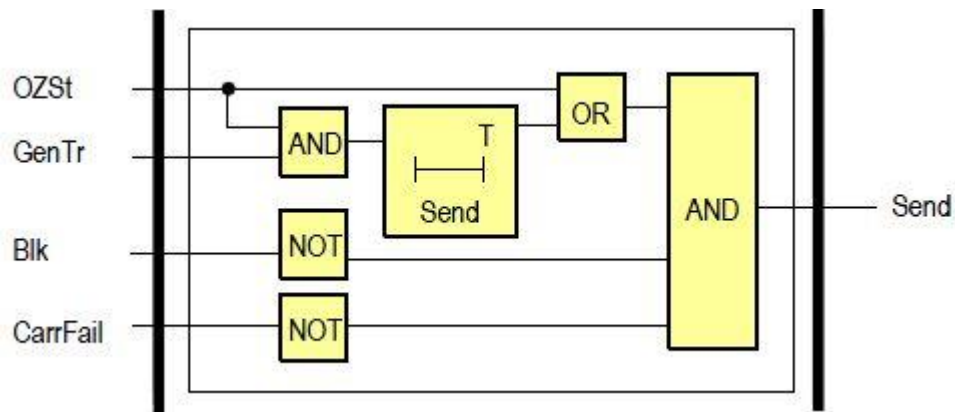 OZSt
GenTr
Blk
CarrFail
AND
NOT
NOT
T
Send
OR
AND
Send